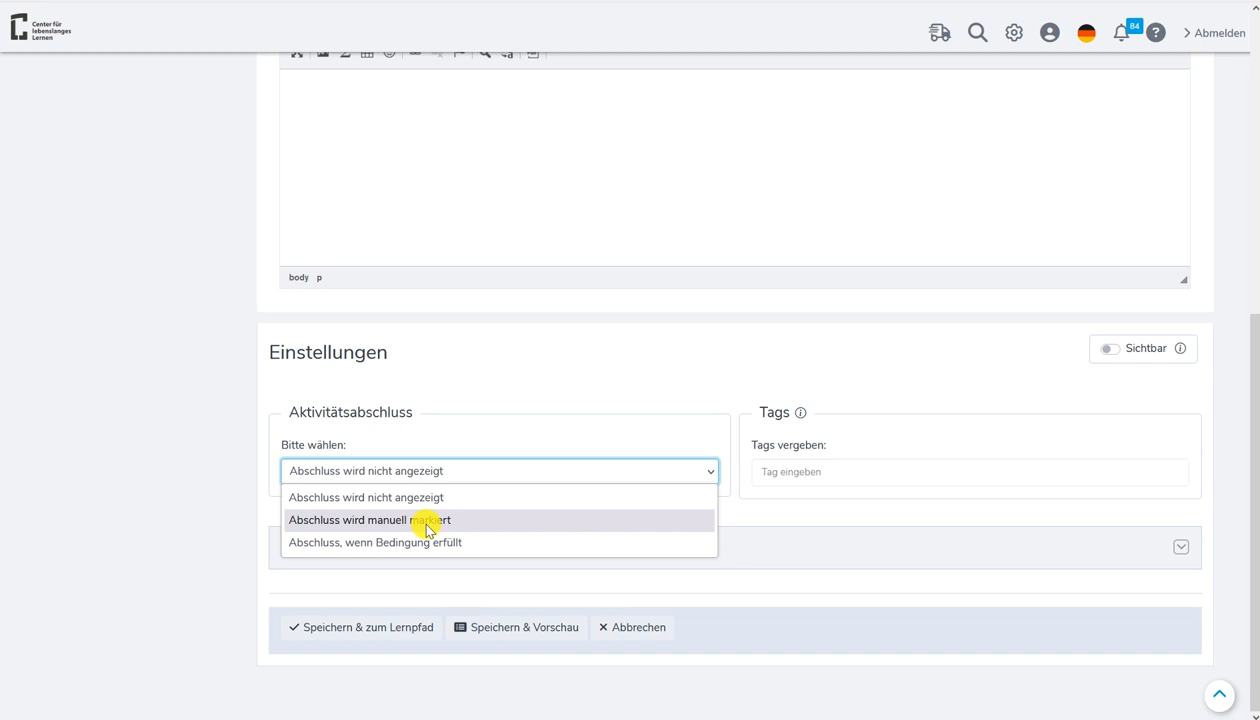 Center für
lebenslanges
Lernen
84
Abmelden
body p
Einstellungen
Sichtbar
Aktivitätsabschluss
Tags
Bitte wählen:
Tags vergeben:
Abschluss wird nicht angezeigt
Tag eingeben
Abschluss wird nicht angezeigt
Abschluss wird manuell markiert
Abschluss, wenn Bedingung erfüllt
Speichern & zum Lernpfad
Speichern & Vorschau
Abbrechen